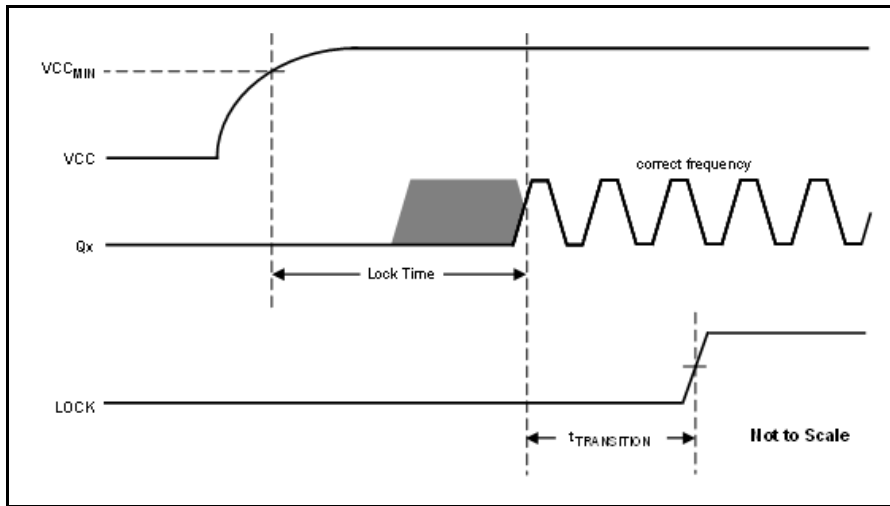 VCCMIN
VCC
correct frequency
Qx
Lock Time
LOCK
tTRANSITION
Not to Scale